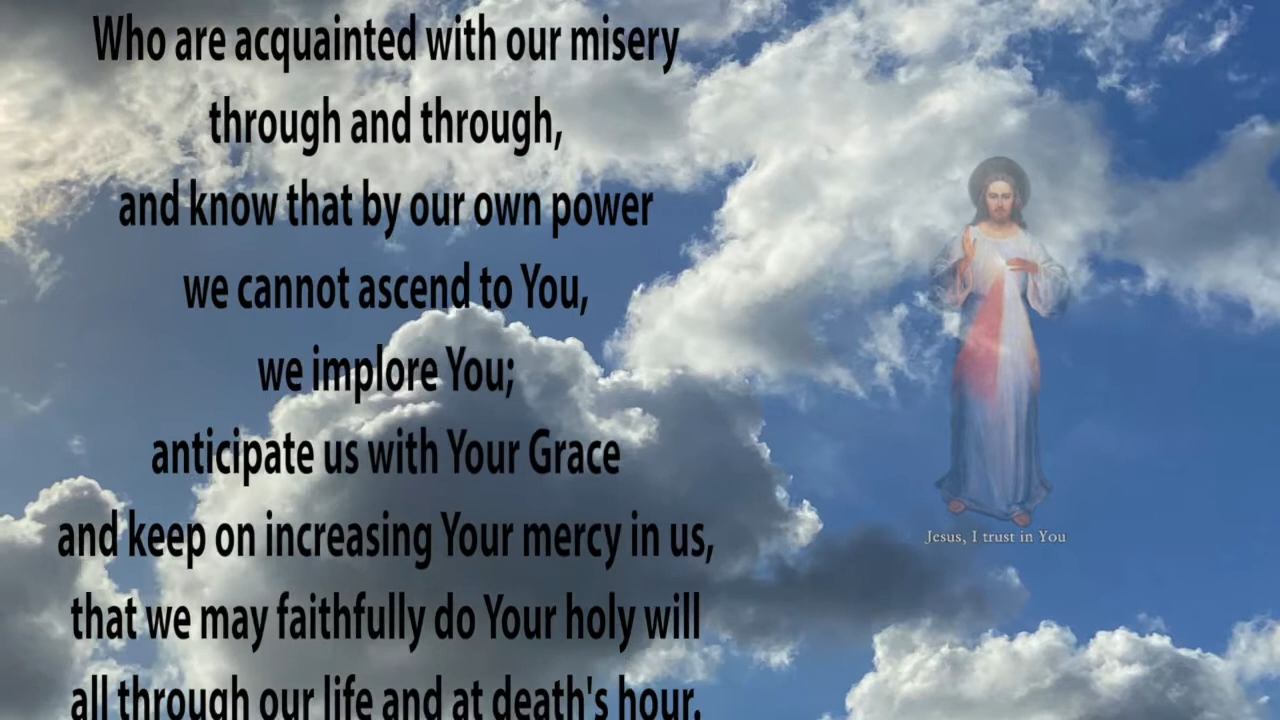 Who are acquainted with our misery
through and through,
and know that by our own power
we cannot ascend to You,
we implore You;
anticipate us with Your Grace
and keep on increasing Your mercy in us,
that we may faithfully do Your holy will
all through our life and at death's hour.
Jesus, I trust in You